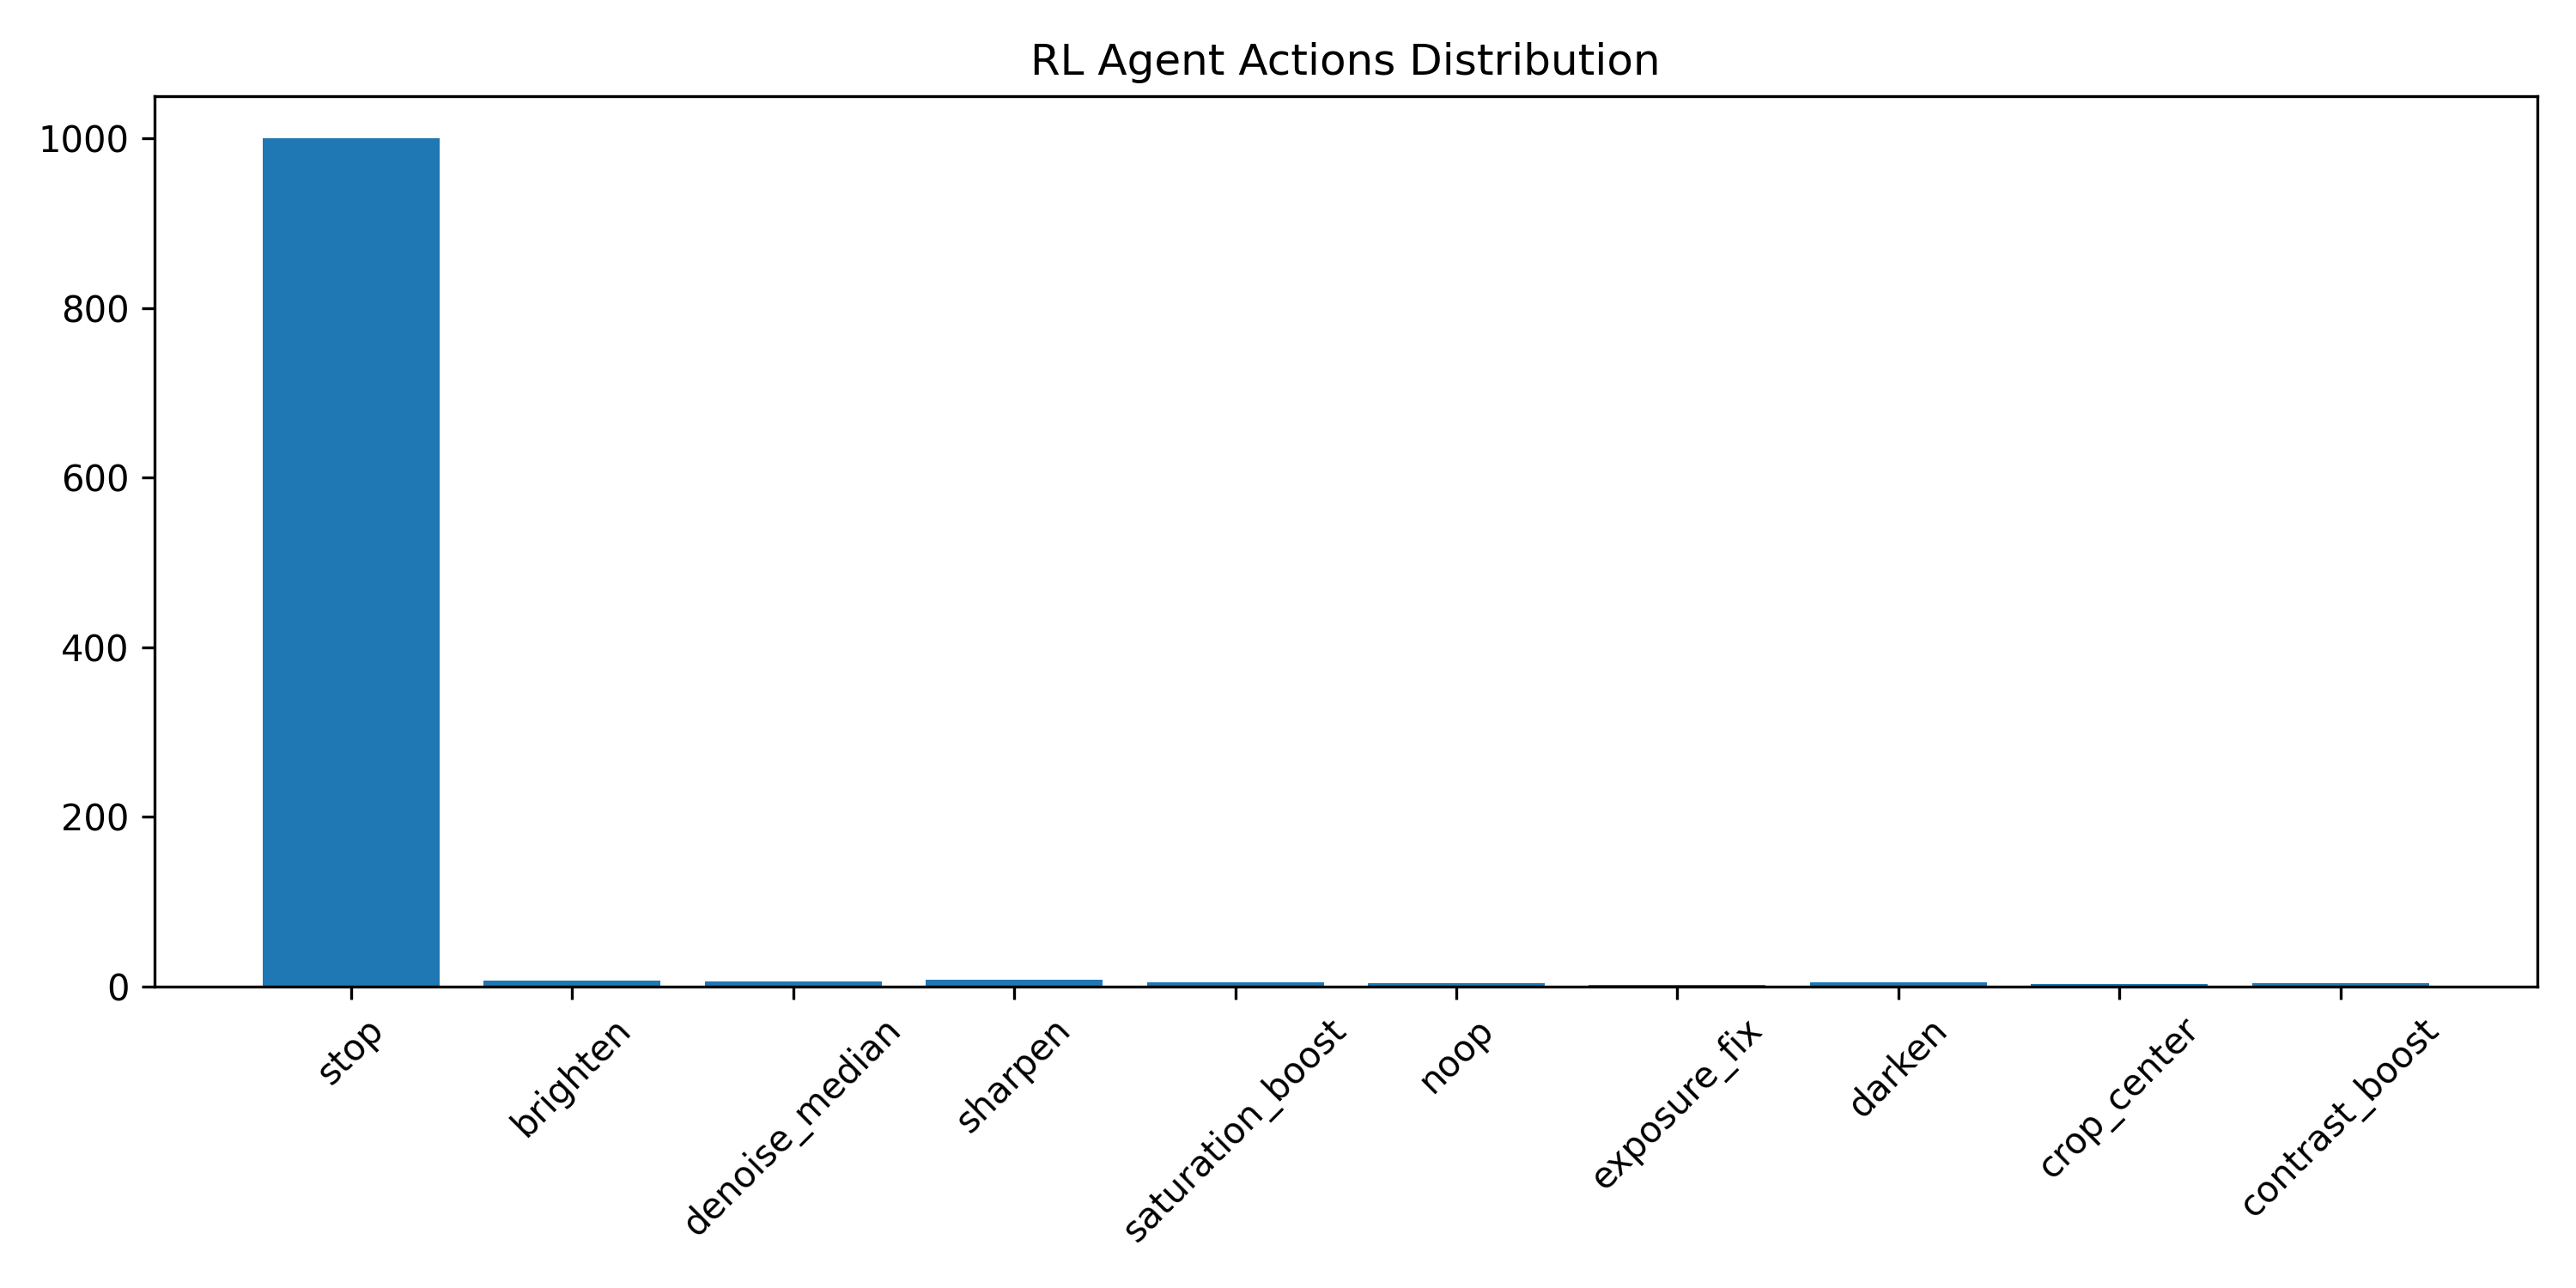 RL Agent Actions Distribution
1000
800
600
400
200
0
stop
brighten
denoise_median
sharpen
saturation_boost
noop
exposure_fix
darken
crop_center
contrast_boost